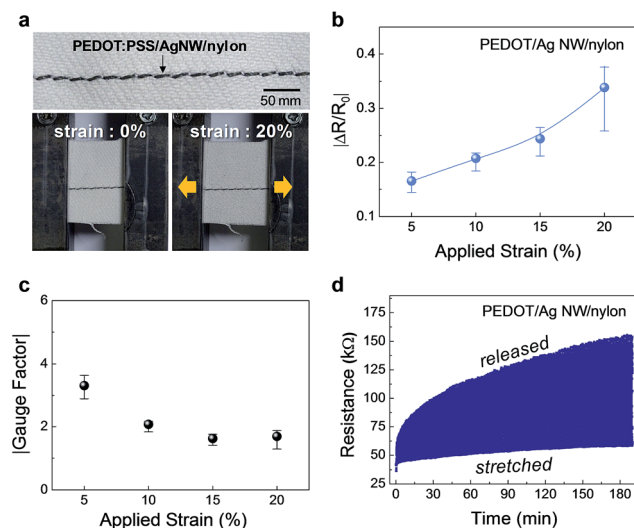 a
PEDOT:PSS/AgNW/nylon
50 mm
strain : 0%
strain : 20%
b
PEDOT/Ag NW/nylon
|ΔR/R₀|
0.4
0.3
0.2
0.1
5 10 15 20
Applied Strain (%)
c
|Gauge Factor|
6
4
2
0
5 10 15 20
Applied Strain (%)
d
PEDOT/Ag NW/nylon
Resistance (kΩ)
175
150
125
100
75
50
25
released
stretched
0 30 60 90 120 150 180
Time (min)